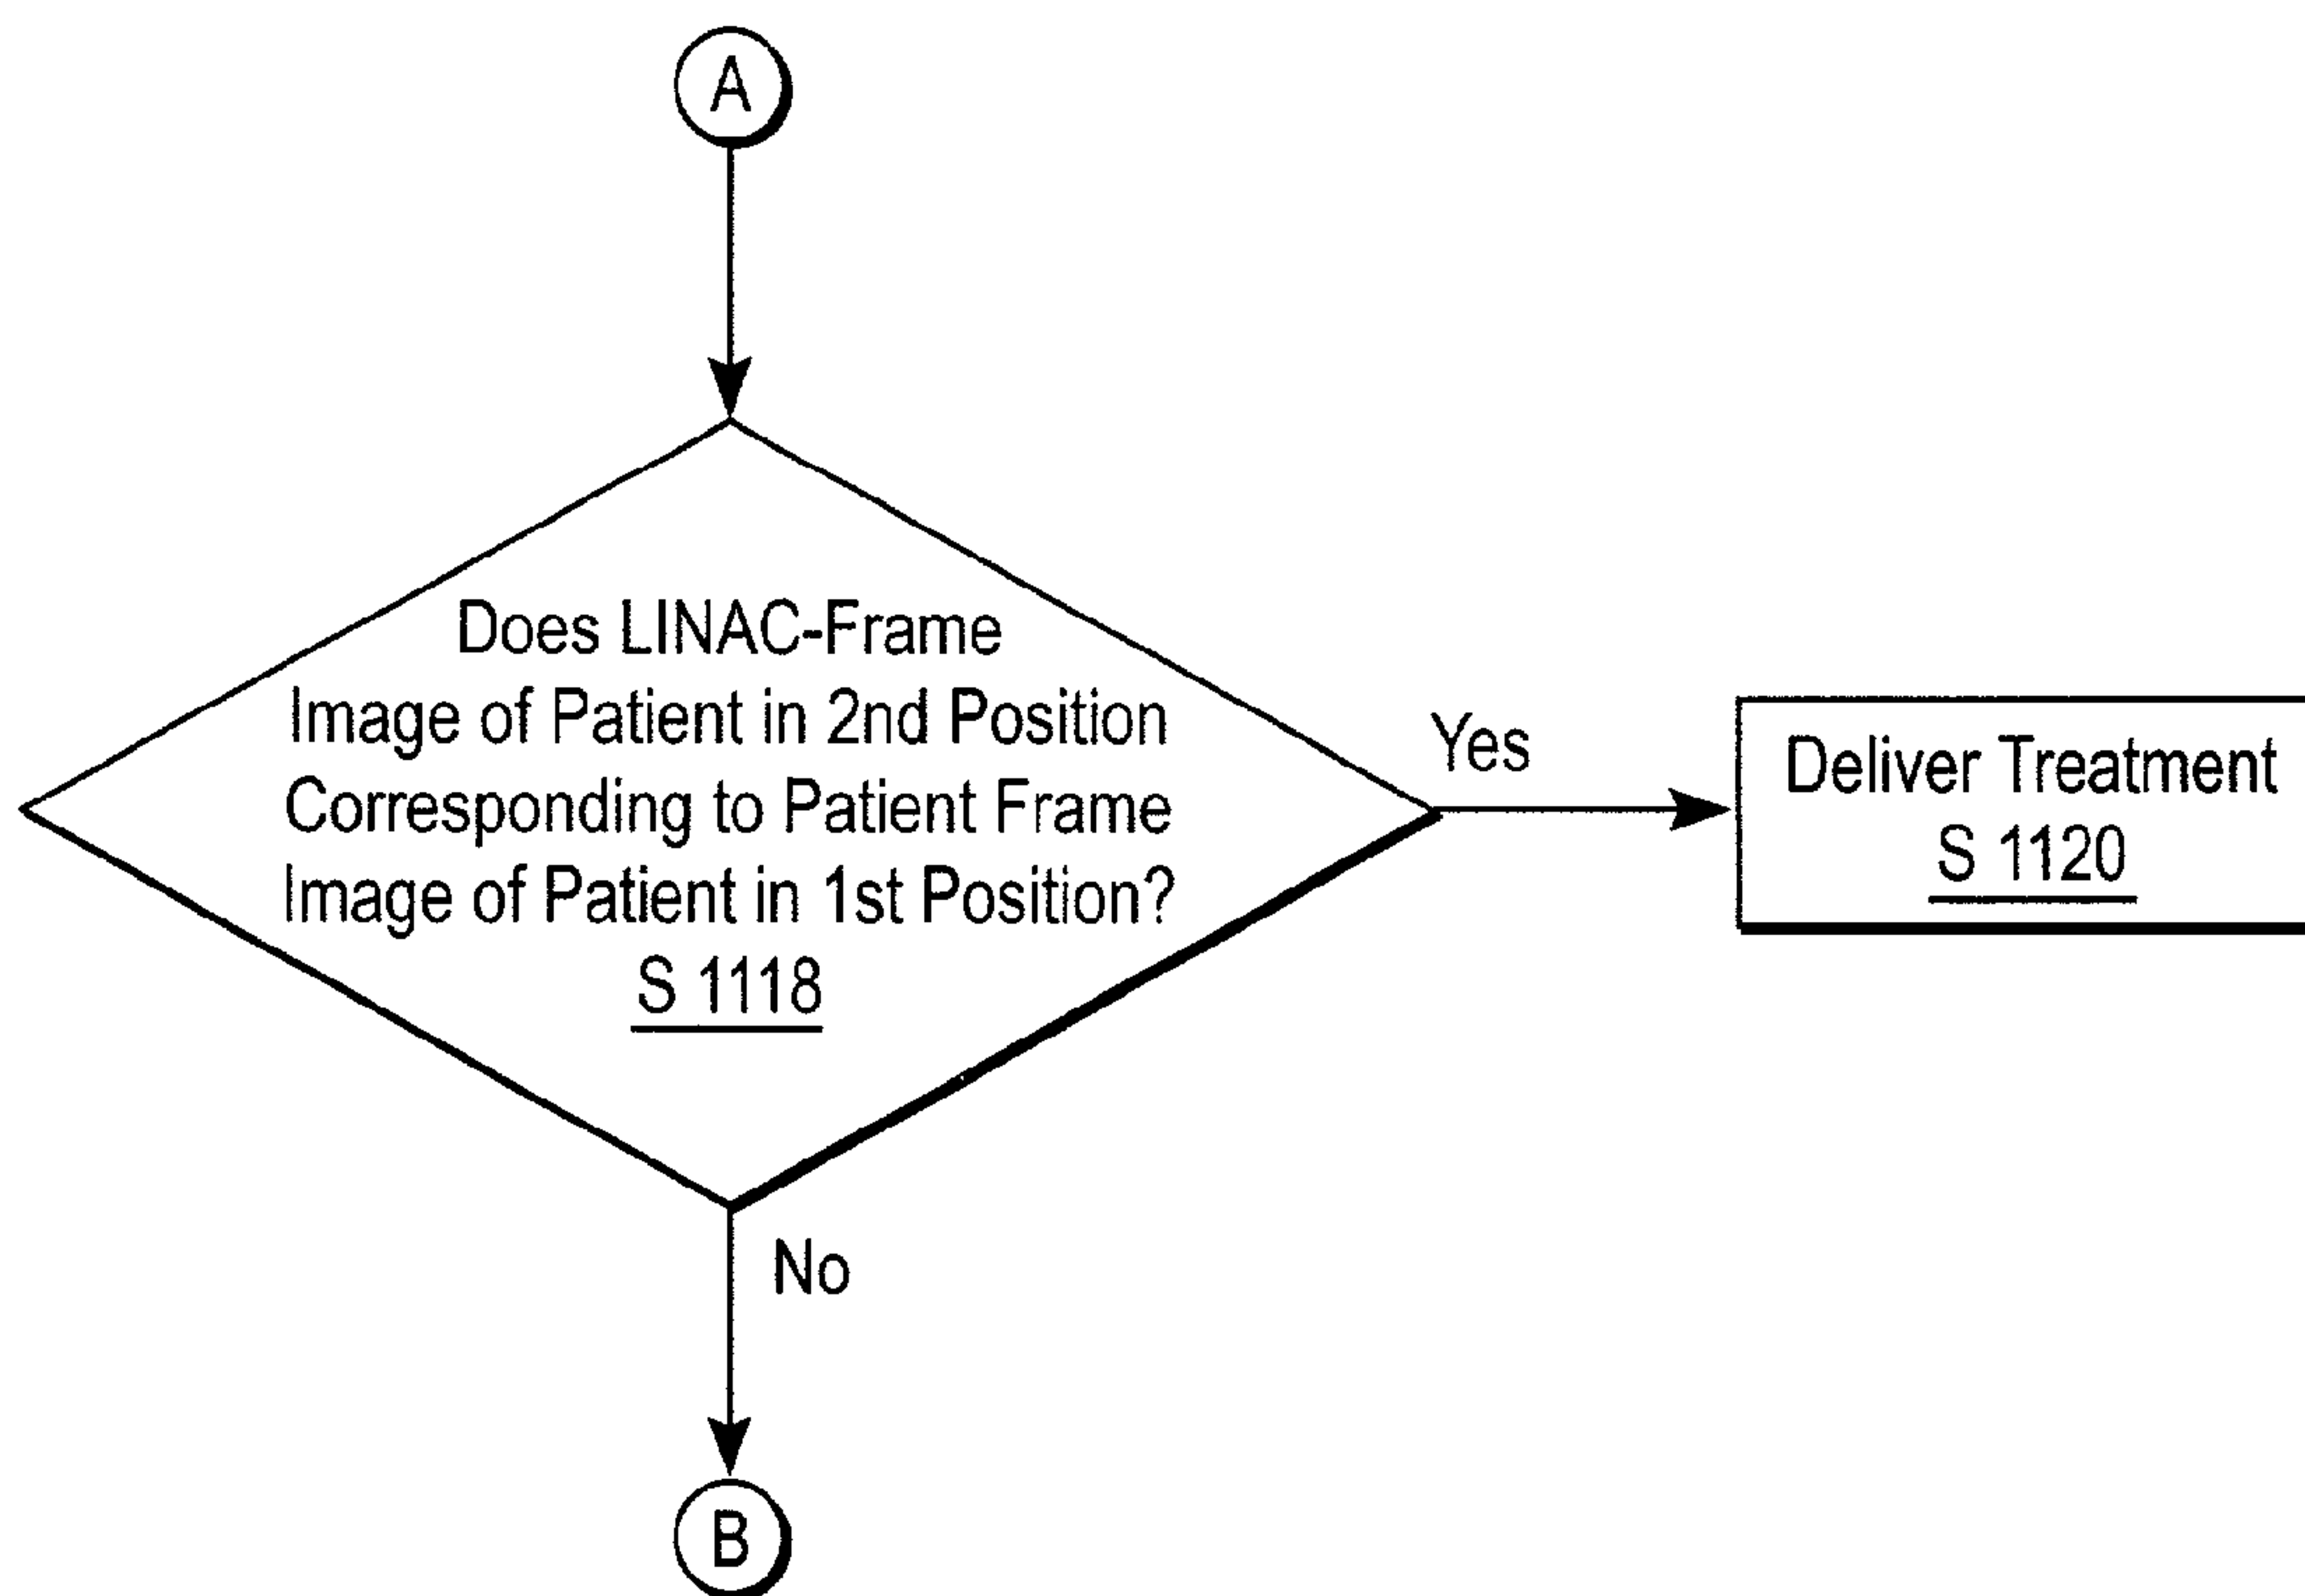 A
Does LINAC-Frame
Image of Patient in 2nd Position
Corresponding to Patient Frame
Image of Patient in 1st Position?
S 1118
Yes
Deliver Treatment
S 1120
No
B